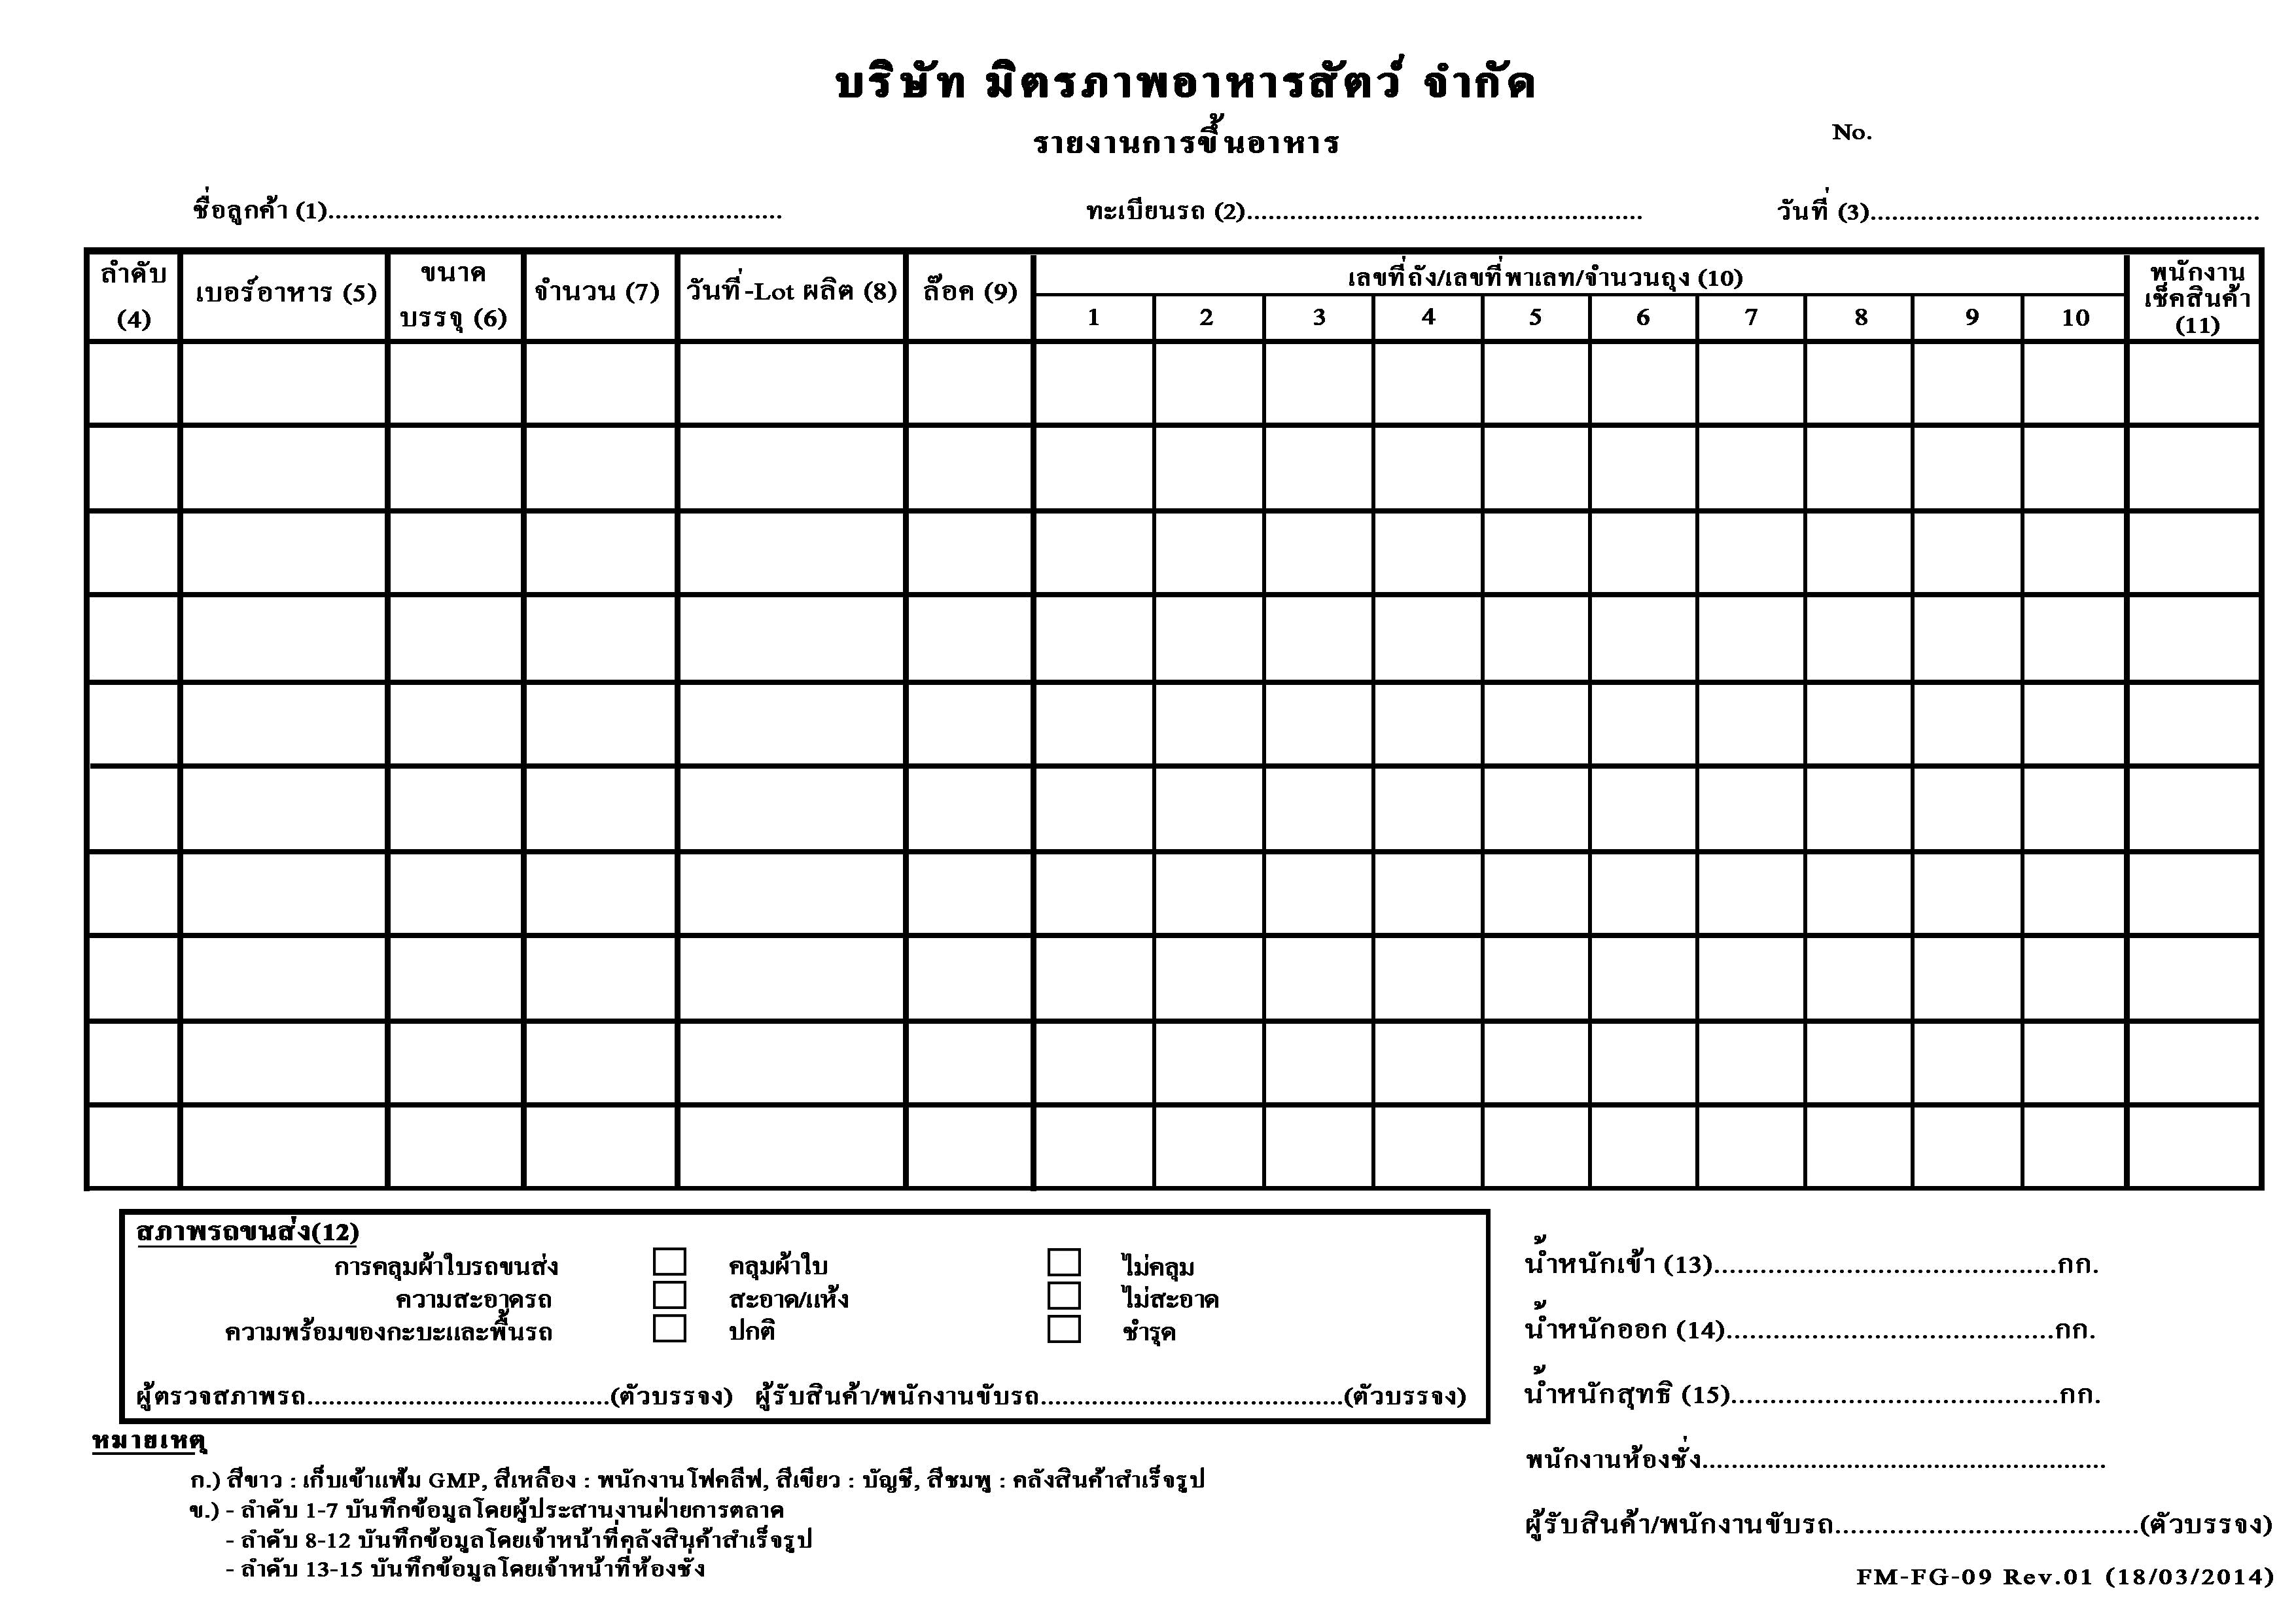 บริษัท มิตรภาพอาหารสัตว์ จำกัด
รายงานการขึ้นอาหาร
No.
ชื่อลูกค้า (1)............................................................... ทะเบียนรถ (2)....................................................... วันที่ (3)......................................................
ลำดับ (4) เบอร์อาหาร (5) ขนาดบรรจุ (6) จำนวน (7) วันที่-Lot ผลิต (8) ล๊อค (9) เลขที่ถัง/เลขที่พาเลท/จำนวนถุง (10) พนักงานเช็คสินค้า (11)
1 2 3 4 5 6 7 8 9 10
สภาพรถขนส่ง(12)
การคลุมผ้าใบรถขนส่ง คลุมผ้าใบ ไม่คลุม
ความสะอาดรถ สะอาด/แห้ง ไม่สะอาด
ความพร้อมของกะบะและพื้นรถ ปกติ ชำรุด
ผู้ตรวจสภาพรถ..........................................(ตัวบรรจง) ผู้รับสินค้า/พนักงานขับรถ..........................................(ตัวบรรจง)
น้ำหนักเข้า (13)............................................กก.
น้ำหนักออก (14)..........................................กก.
น้ำหนักสุทธิ (15)..........................................กก.
พนักงานห้องชั่ง....................................................
ผู้รับสินค้า/พนักงานขับรถ.......................................(ตัวบรรจง)
หมายเหตุ
ก.) สีขาว : เก็บเข้าแฟ้ม GMP, สีเหลือง : พนักงานโฟคลีฟ, สีเขียว : บัญชี, สีชมพู : คลังสินค้าสำเร็จรูป
ข.) - ลำดับ 1-7 บันทึกข้อมูลโดยผู้ประสานงานฝ่ายการตลาด
- ลำดับ 8-12 บันทึกข้อมูลโดยเจ้าหน้าที่คลังสินค้าสำเร็จรูป
- ลำดับ 13-15 บันทึกข้อมูลโดยเจ้าหน้าที่ห้องชั่ง
FM-FG-09 Rev.01 (18/03/2014)